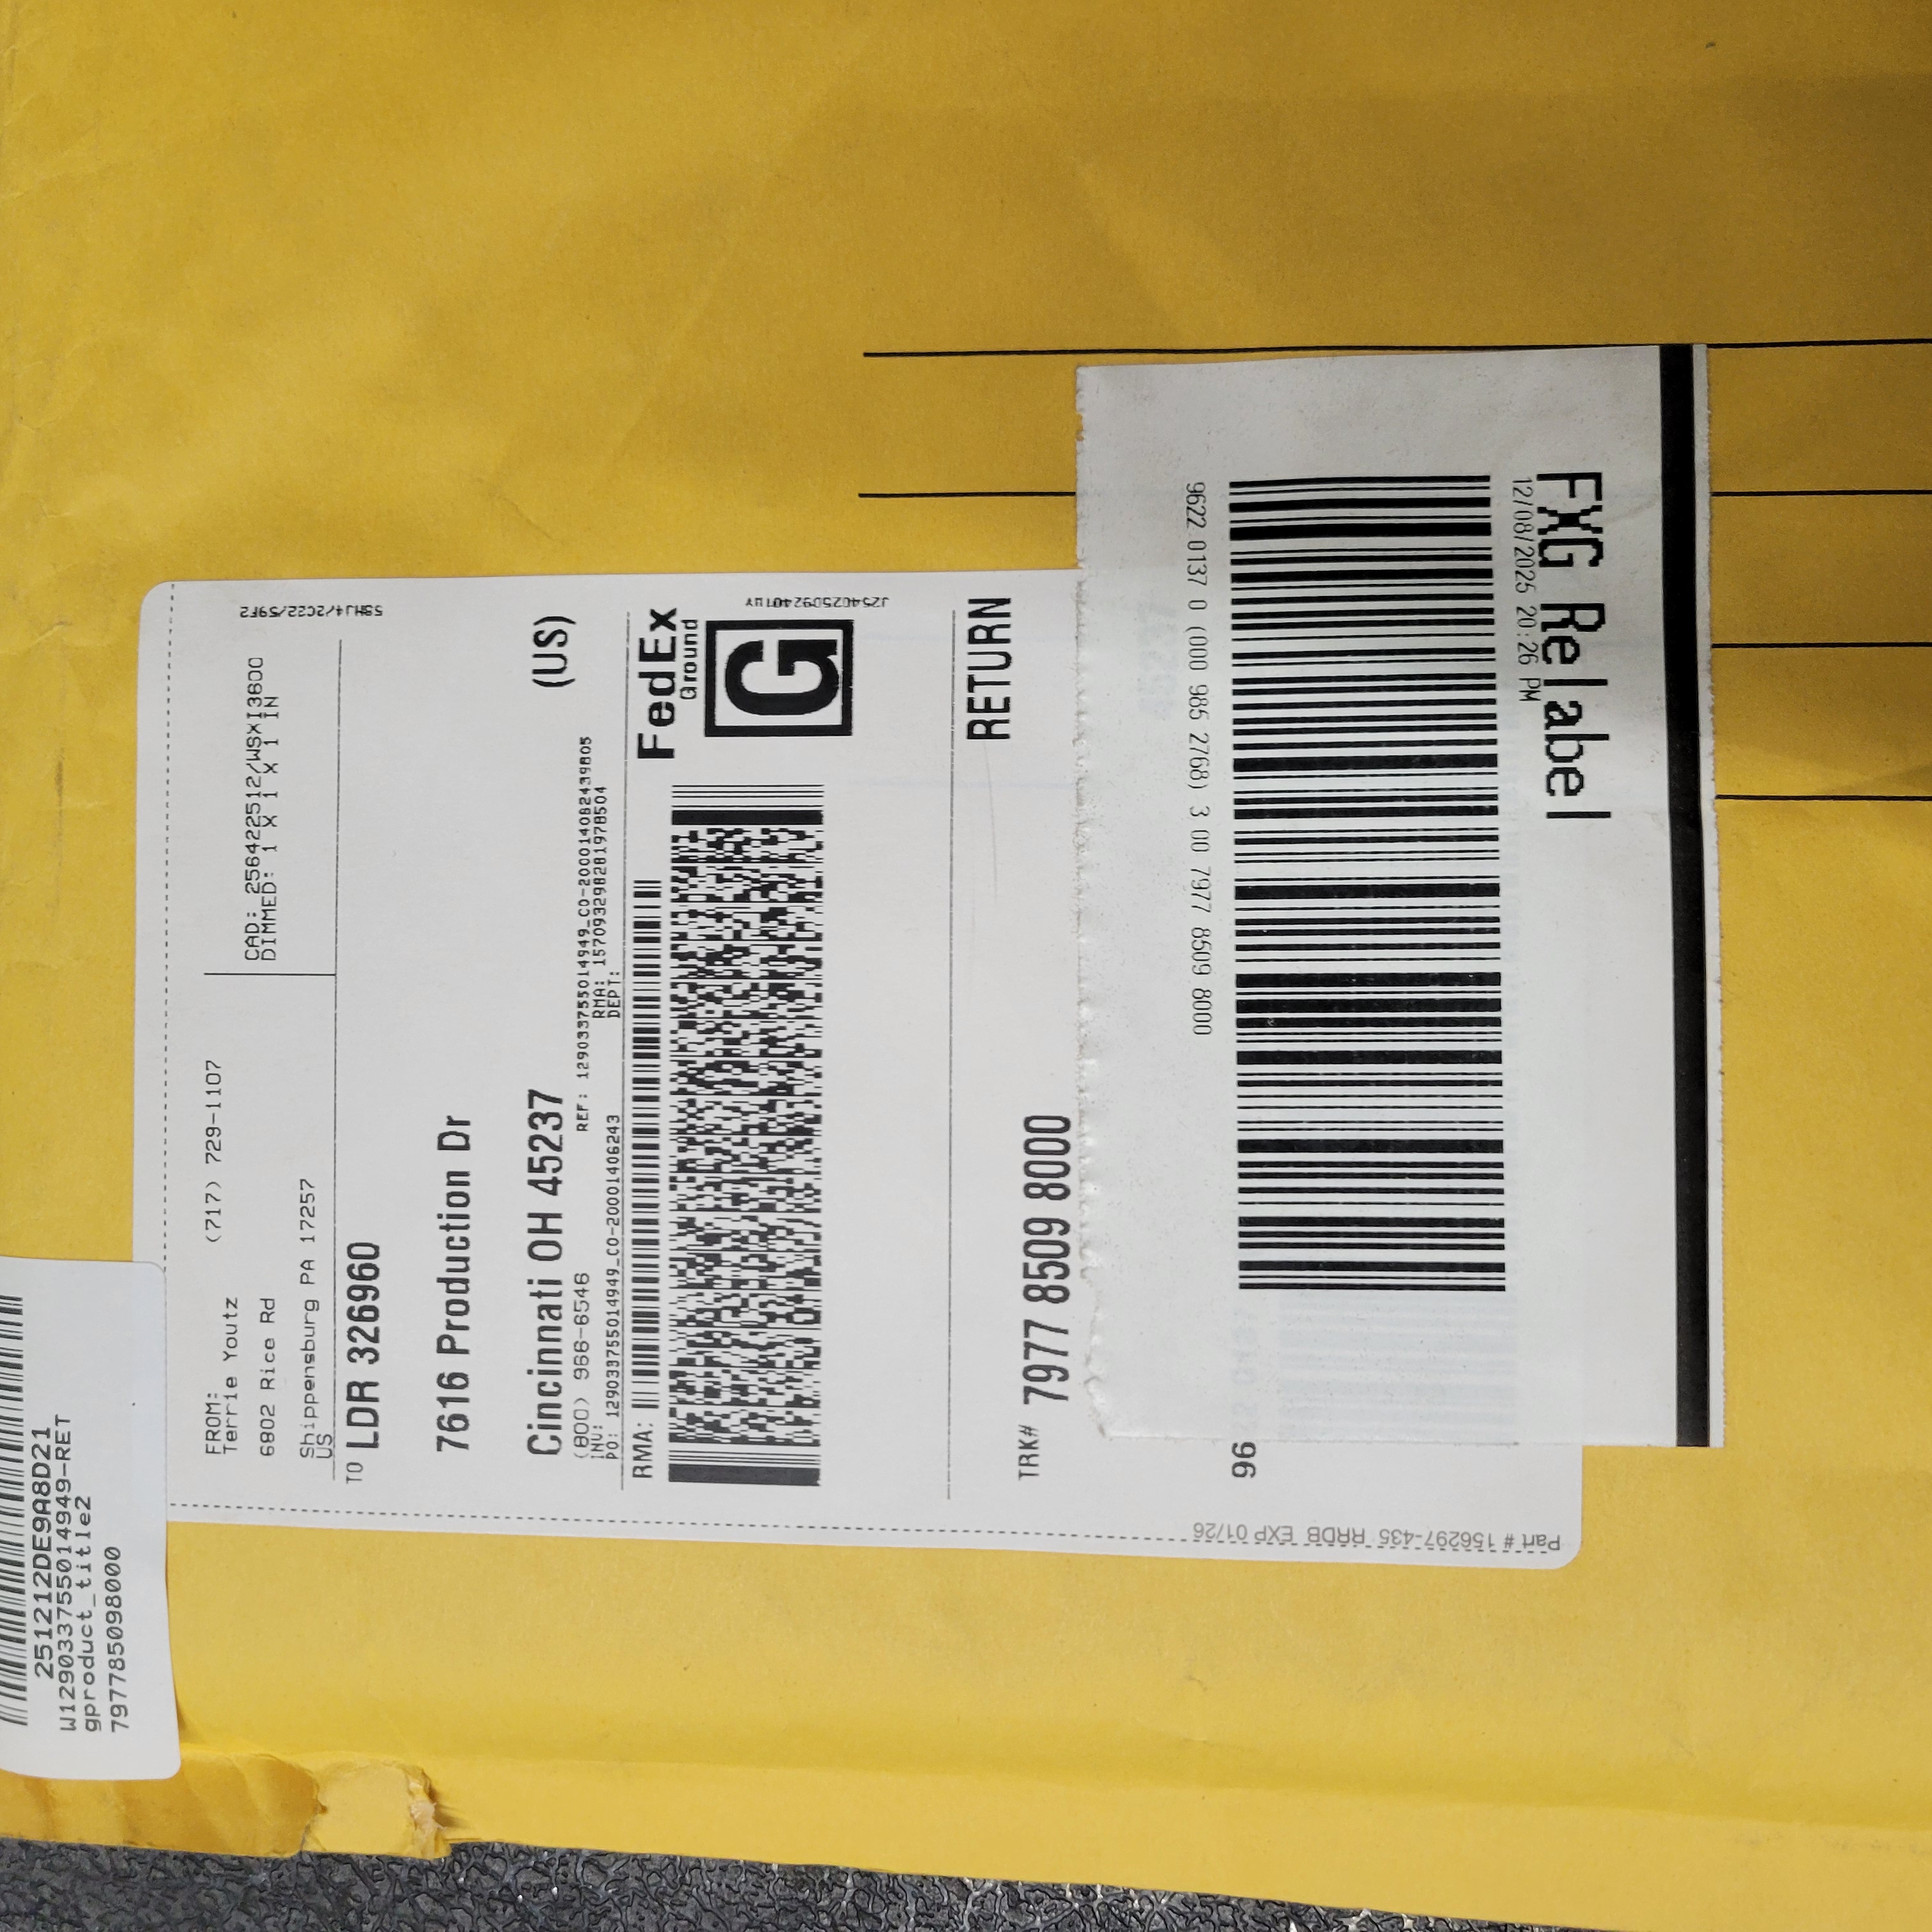 251212DE9A8D21
W129033755014949-RET
gproduct_title2
797785098000
FROM:
Terrie Youtz
(717) 729-1107
6802 Rice Rd
Shippensburg PA 17257
US
CAD: 256422512/WSXI3600
DIMMED: 1 X 1 X 1 IN
58HJ4/2C22/59F2
TO LDR 326960
7616 Production Dr
Cincinnati OH 45237
(US)
(800) 966-6546
REF: 129033755014949_CO-20001408243980S
INU:
RMA: 157093298281978504
PO: 129033755014949_CO-20001406243
DEPT:
RMA:
FedEx
Ground
G
J254025092401UY
RETURN
TRK# 7977 8509 8000
96
Part # 156297-435 RRDB EXP 01/26
FXG Relabel
12/08/2025 20:26 PM
9622 0137 0 (000 985 2768) 3 00 7977 8509 8000